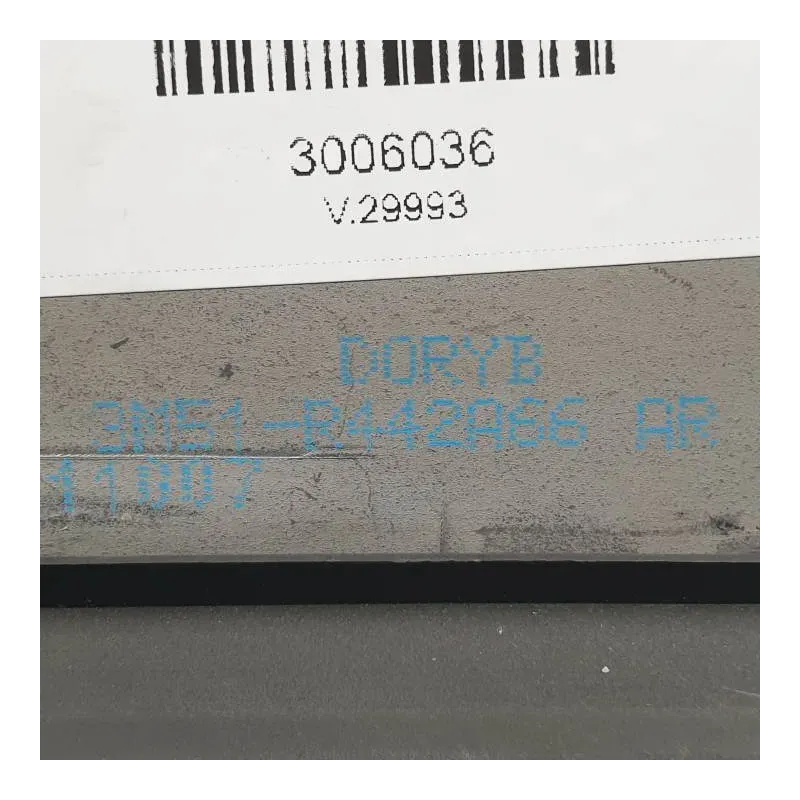 3006036
V.29993
DORYB
3M51-R442A66 AR
11007